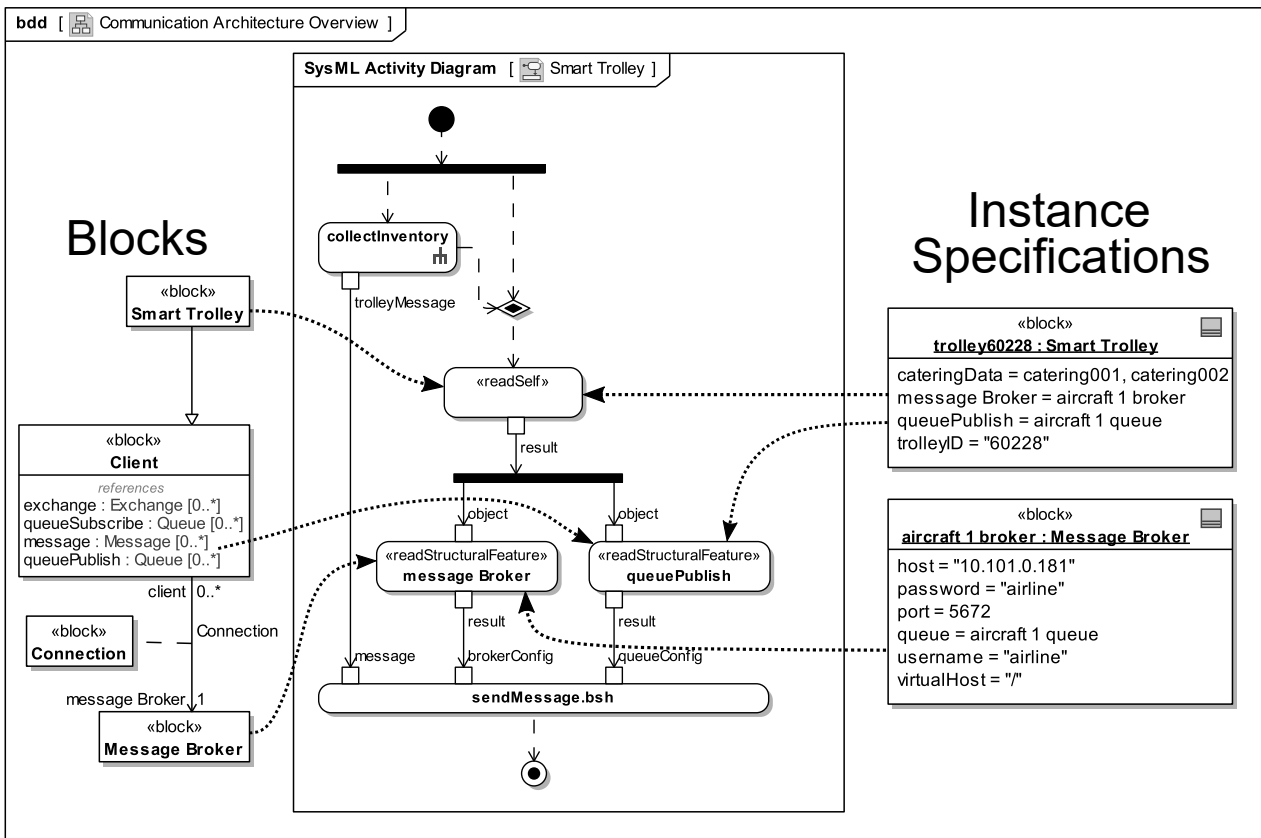 bdd [ Communication Architecture Overview ]
SysML Activity Diagram [ Smart Trolley ]
Blocks
«block»
Smart Trolley
«block»
Client
references
exchange : Exchange [0..*]
queueSubscribe : Queue [0..*]
message : Message [0..*]
queuePublish : Queue [0..*]
client 0..*
Connection
«block»
Connection
message Broker 1
«block»
Message Broker
collectInventory
trolleyMessage
«readSelf»
result
object
object
«readStructuralFeature»
message Broker
«readStructuralFeature»
queuePublish
result
result
message
brokerConfig
queueConfig
sendMessage.bsh
Instance
Specifications
«block»
trolley60228 : Smart Trolley
cateringData = catering001, catering002
message Broker = aircraft 1 broker
queuePublish = aircraft 1 queue
trolleyID = "60228"
«block»
aircraft 1 broker : Message Broker
host = "10.101.0.181"
password = "airline"
port = 5672
queue = aircraft 1 queue
username = "airline"
virtualHost = "/"